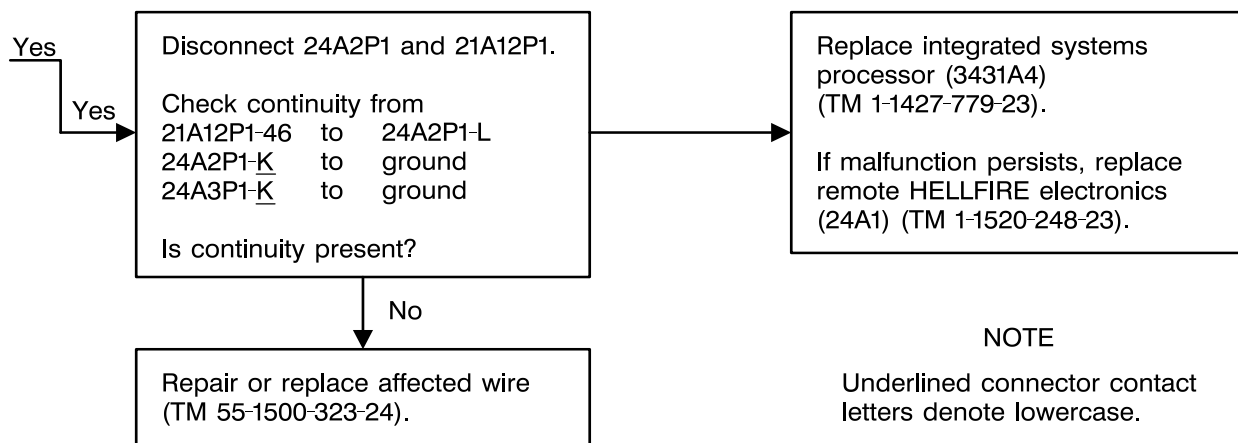 Yes
Yes
Disconnect 24A2P1 and 21A12P1.
Check continuity from
21A12P1-46 to 24A2P1-L
24A2P1-K to ground
24A3P1-K to ground
Is continuity present?
No
Repair or replace affected wire
(TM 55-1500-323-24).
Replace integrated systems
processor (3431A4)
(TM 1-1427-779-23).
If malfunction persists, replace
remote HELLFIRE electronics
(24A1) (TM 1-1520-248-23).
NOTE
Underlined connector contact
letters denote lowercase.